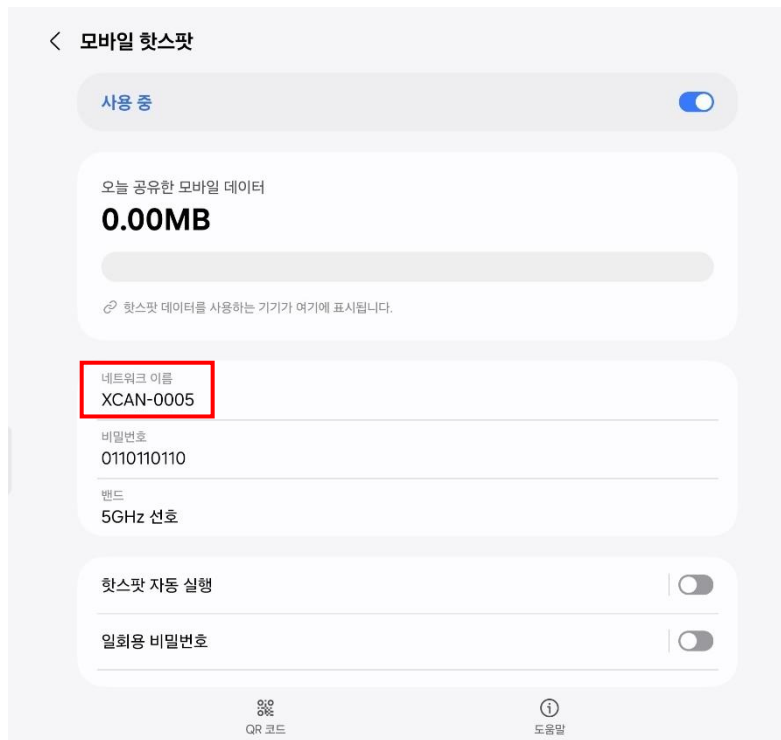 모바일 핫스팟
사용 중
오늘 공유한 모바일 데이터
0.00MB
핫스팟 데이터를 사용하는 기기가 여기에 표시됩니다.
네트워크 이름
XCAN-0005
비밀번호
0110110110
밴드
5GHz 선호
핫스팟 자동 실행
일회용 비밀번호
QR 코드
도움말